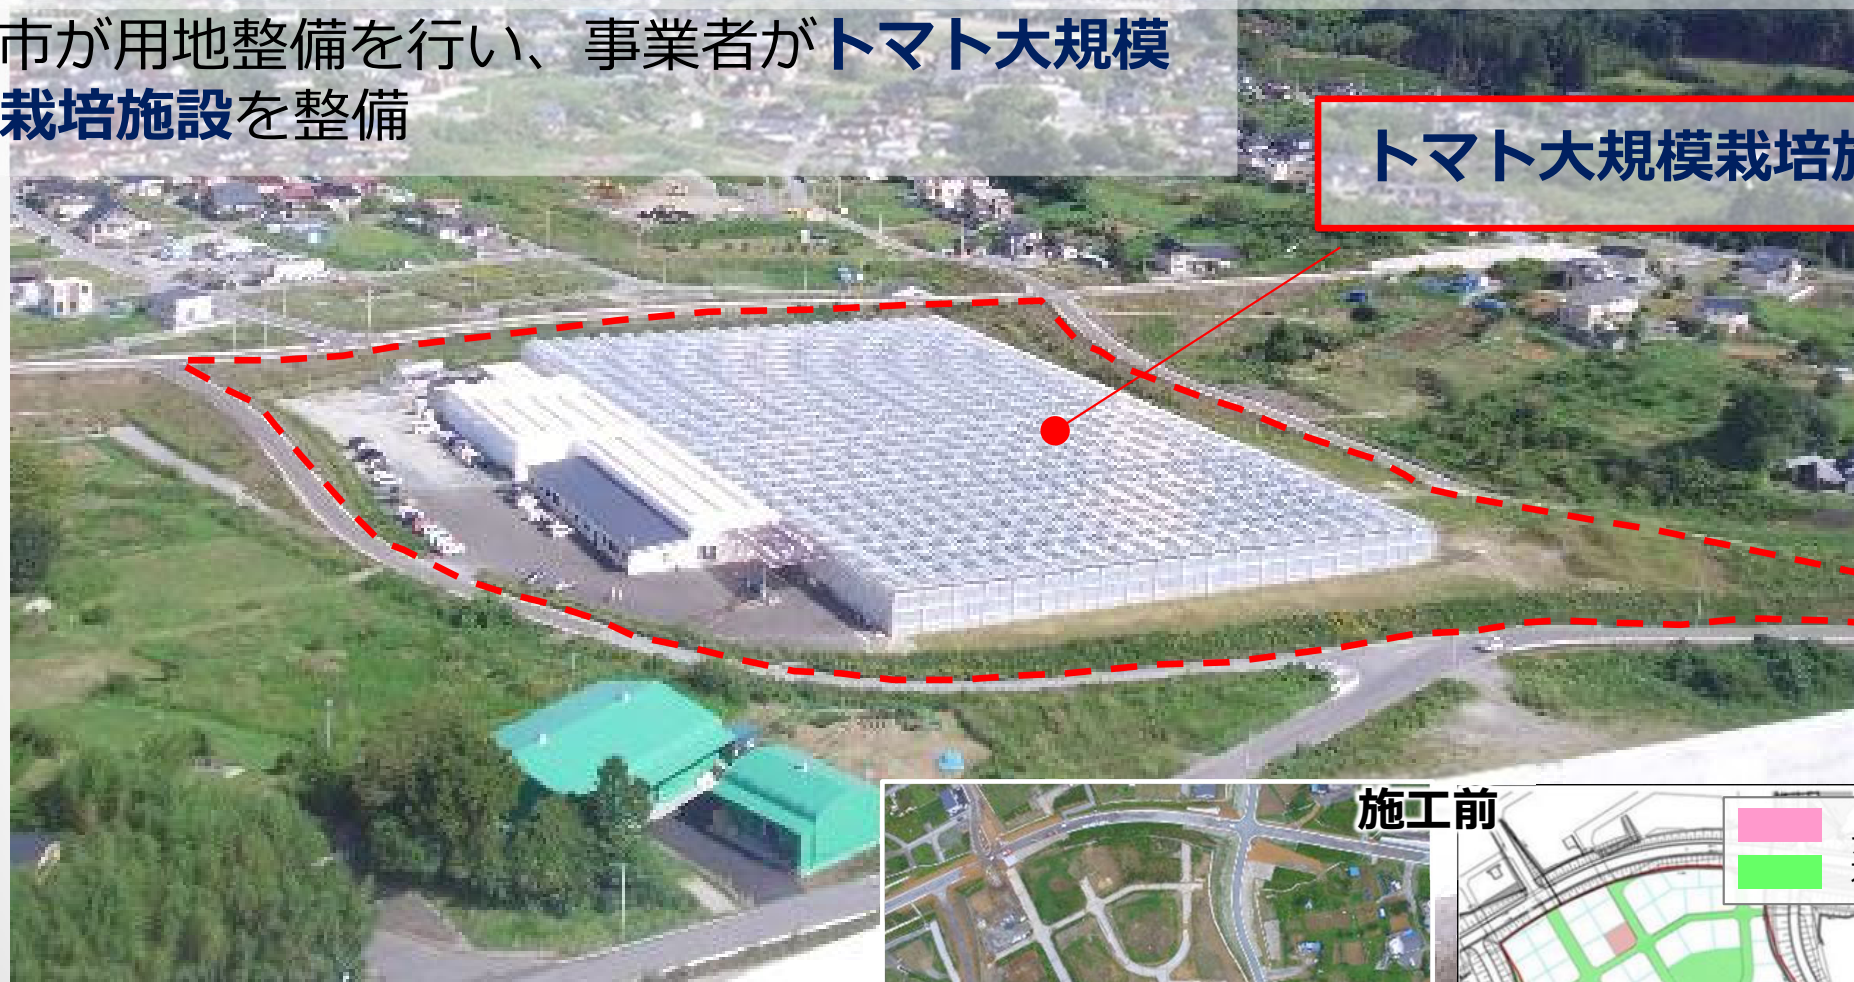 市が用地整備を行い、事業者がトマト大規模
栽培施設を整備
トマト大規模栽培施
施工前